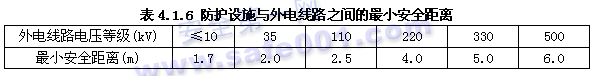 表 4.1.6 防护设施与外电线路之间的最小安全距离
外电线路电压等级(kV) ≤10 35 110 220 330 500
最小安全距离(m) 1.7 2.0 2.5 4.0 5.0 6.0